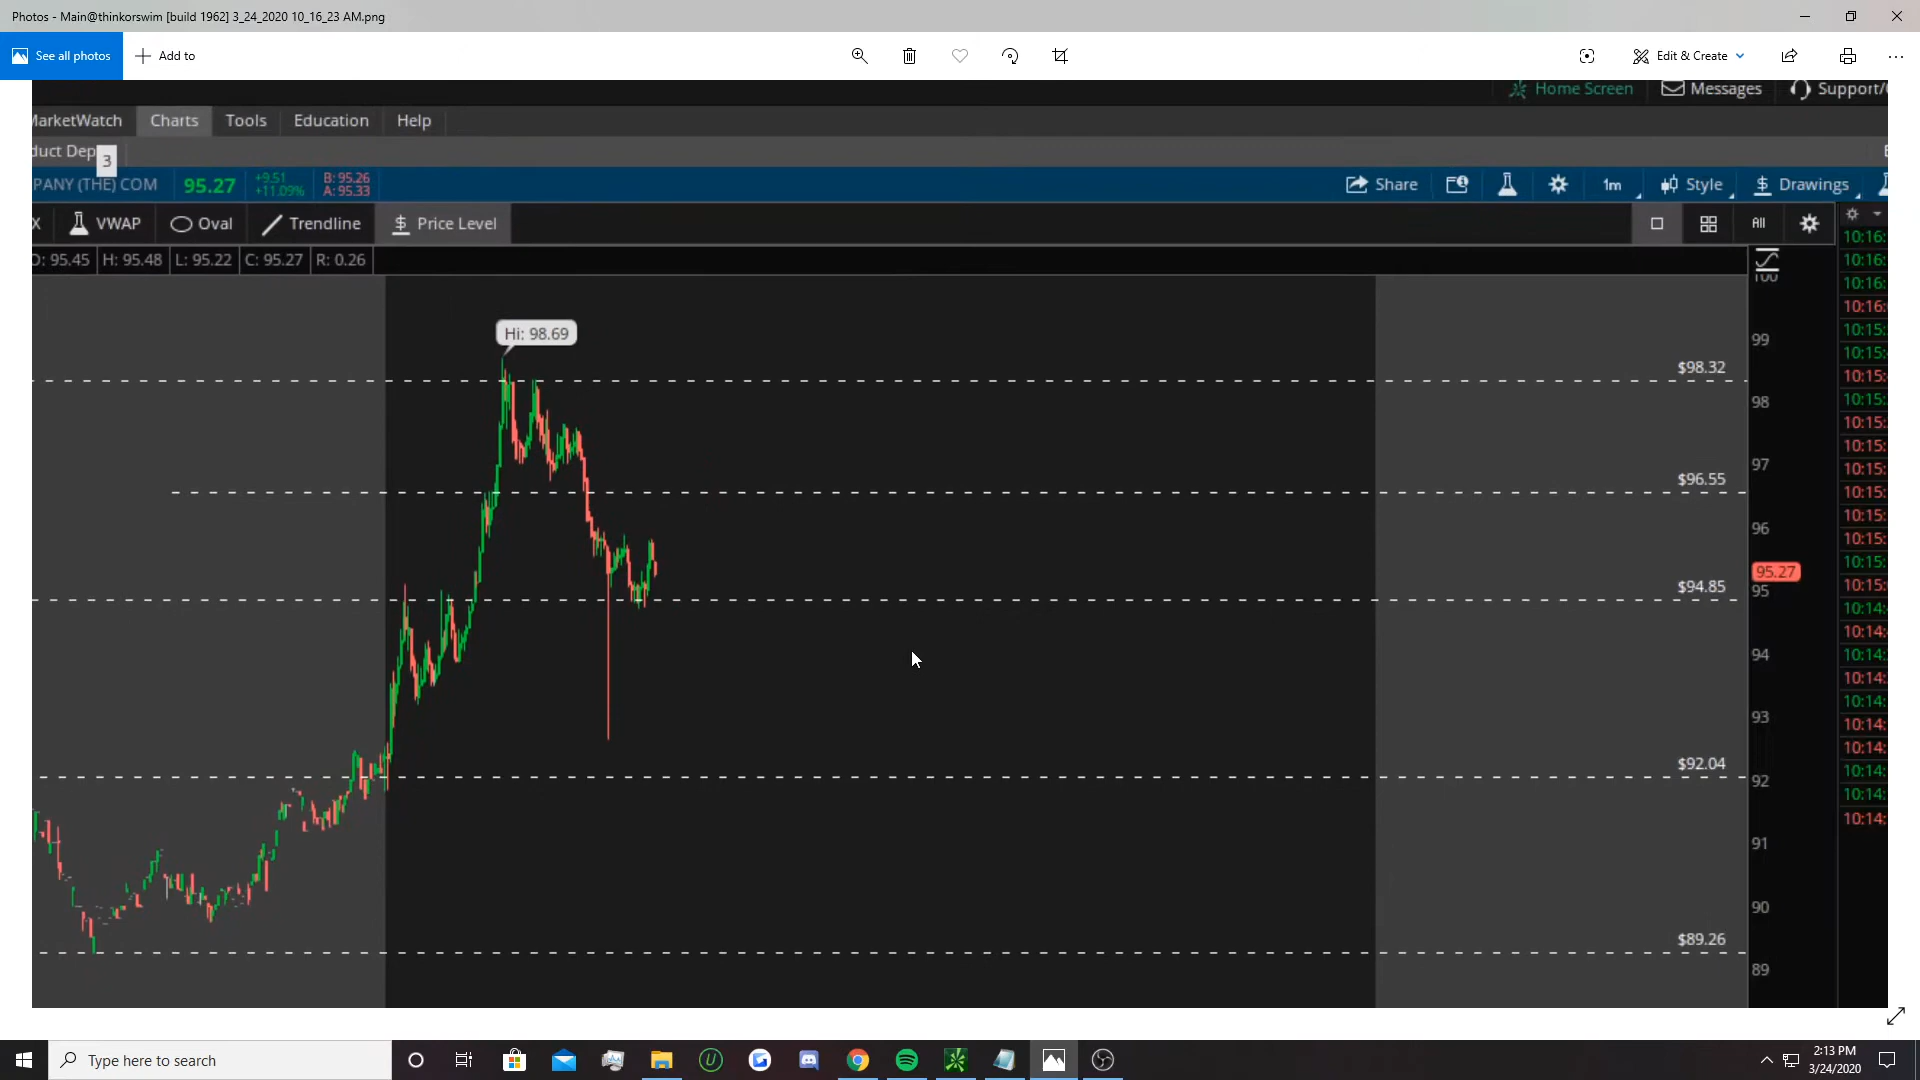 Photos - Main@thinkorswim [build 1962] 3_24_2020 10_16_23 AM.png
See all photos
Add to
Edit & Create
Home Screen
Messages
Support/
MarketWatch
Charts
Tools
Education
Help
duct Dep
3
PANY (THE) COM
95.27
+9.51
+11.09%
B: 95.26
A: 95.33
Share
1m
Style
Drawings
X
VWAP
Oval
Trendline
Price Level
All
O: 95.45
H: 95.48
L: 95.22
C: 95.27
R: 0.26
Hi: 98.69
$98.32
$96.55
$94.85
$92.04
$89.26
100
99
98
97
96
95.27
95
94
93
92
91
90
89
10:16:
10:16:
10:16:
10:16:
10:15:
10:15:
10:15:
10:15:
10:15:
10:15:
10:15:
10:15:
10:15:
10:15:
10:15:
10:15:
10:14:
10:14:
10:14:
10:14:
10:14:
10:14:
10:14:
10:14:
10:14:
10:14:
Type here to search
2:13 PM
3/24/2020